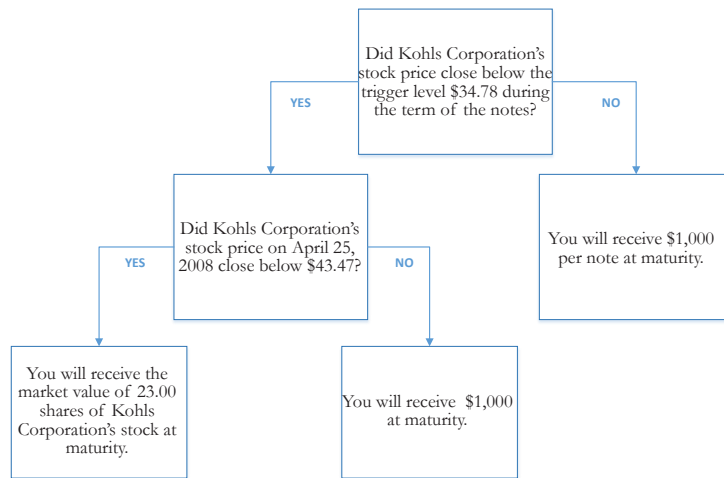 Did Kohls Corporation's
stock price close below the
trigger level $34.78 during
the term of the notes?
YES
NO
Did Kohls Corporation's
stock price on April 25,
2008 close below $43.47?
You will receive $1,000
per note at maturity.
YES
NO
You will receive the
market value of 23.00
shares of Kohls
Corporation's stock at
maturity.
You will receive $1,000
at maturity.